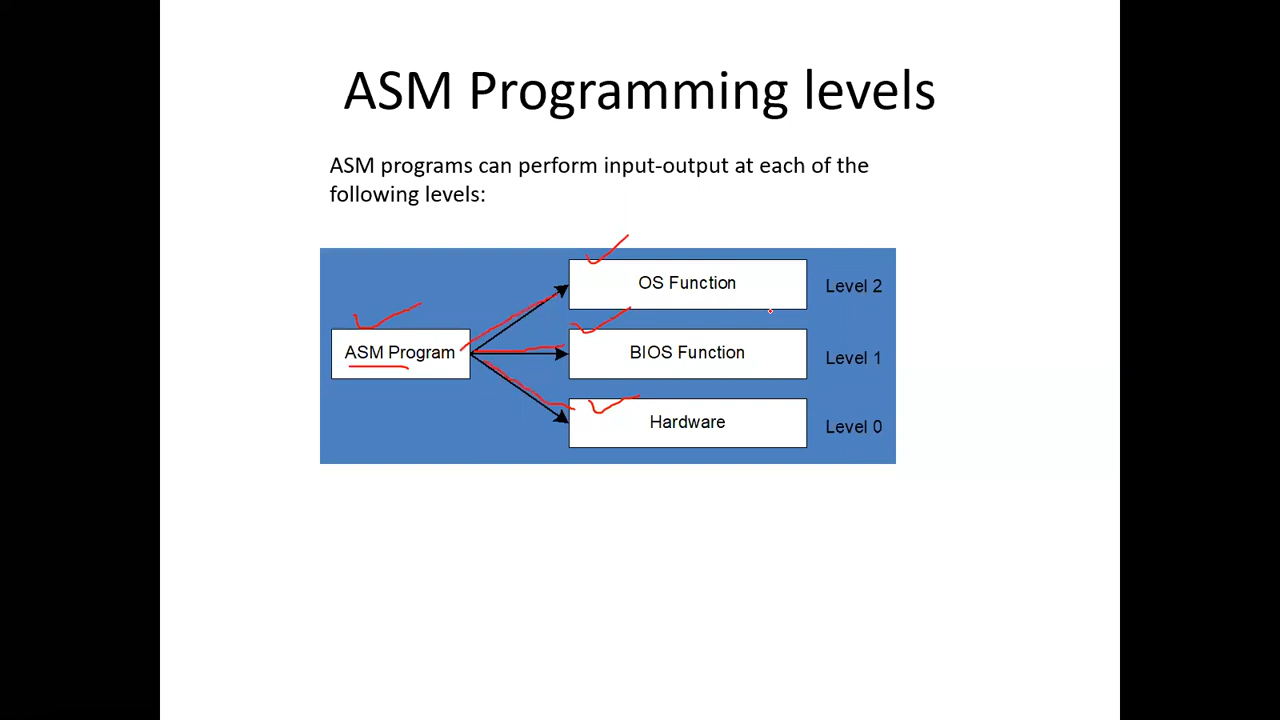 ASM Programming levels
ASM programs can perform input-output at each of the
following levels:
OS Function
Level 2
ASM Program
BIOS Function
Level 1
Hardware
Level 0